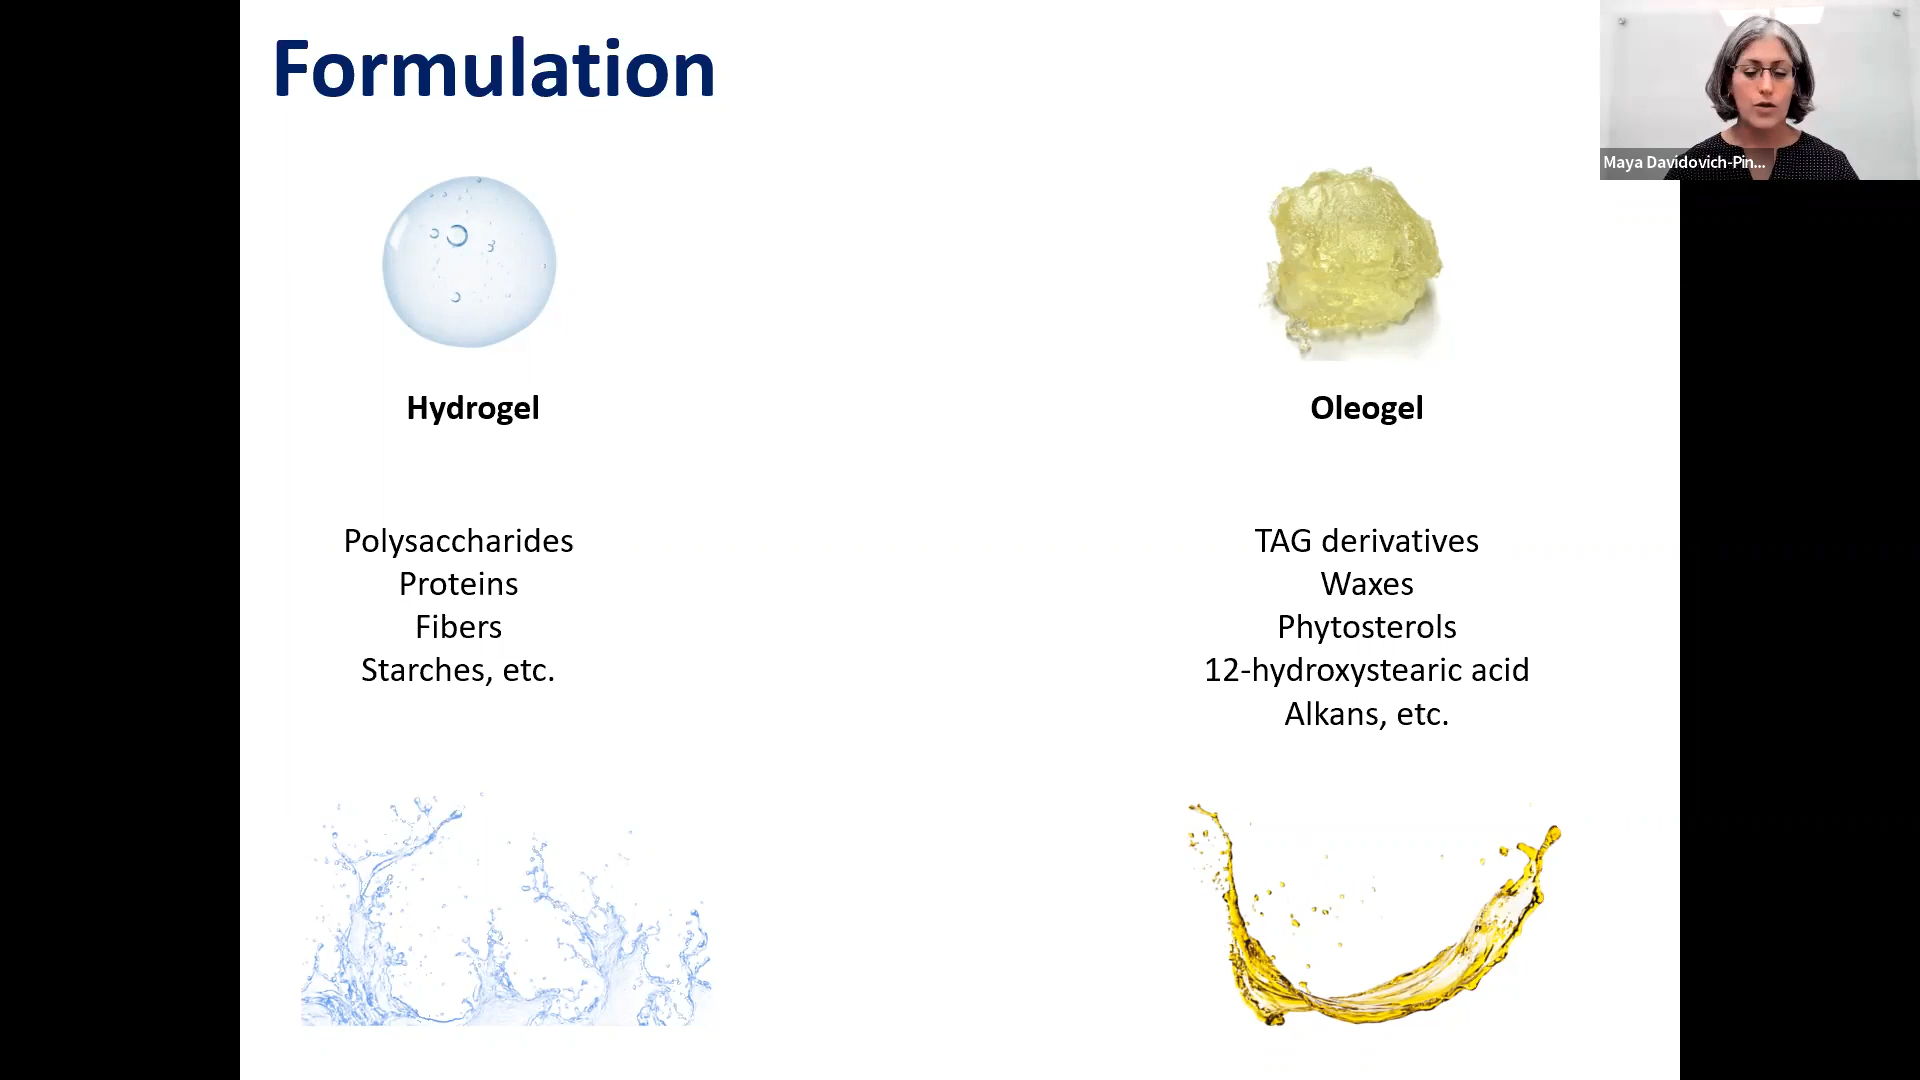 Formulation
Maya Davidovich-Pin...
Hydrogel
Polysaccharides
Proteins
Fibers
Starches, etc.
Oleogel
TAG derivatives
Waxes
Phytosterols
12-hydroxystearic acid
Alkans, etc.